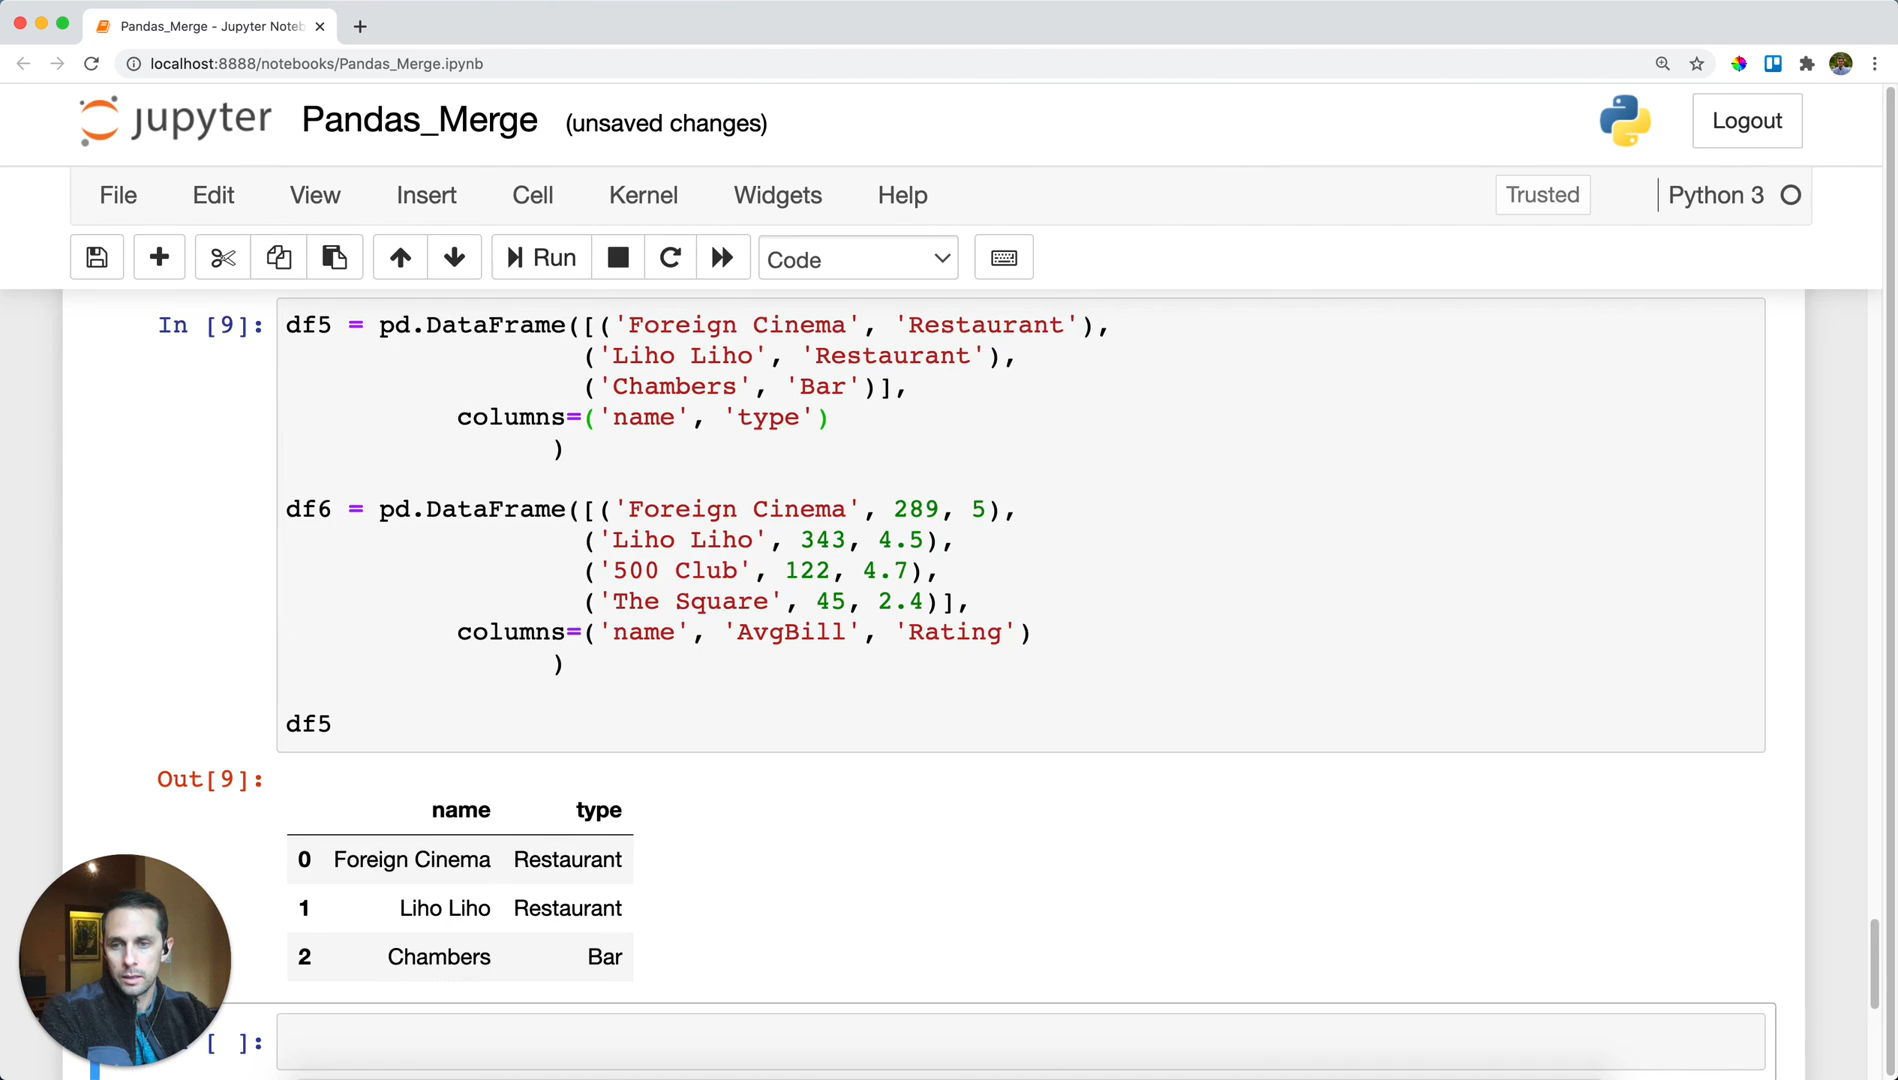 Pandas_Merge - Jupyter Noteb
localhost:8888/notebooks/Pandas_Merge.ipynb
jupyter Pandas_Merge (unsaved changes) Logout
File Edit View Insert Cell Kernel Widgets Help Trusted Python 3
Run Code
In [9]: df5 = pd.DataFrame([('Foreign Cinema', 'Restaurant'),
('Liho Liho', 'Restaurant'),
('Chambers', 'Bar')],
columns=('name', 'type')
)
df6 = pd.DataFrame([('Foreign Cinema', 289, 5),
('Liho Liho', 343, 4.5),
('500 Club', 122, 4.7),
('The Square', 45, 2.4)],
columns=('name', 'AvgBill', 'Rating')
)
df5
Out[9]:
name type
0 Foreign Cinema Restaurant
1 Liho Liho Restaurant
2 Chambers Bar
[ ]: